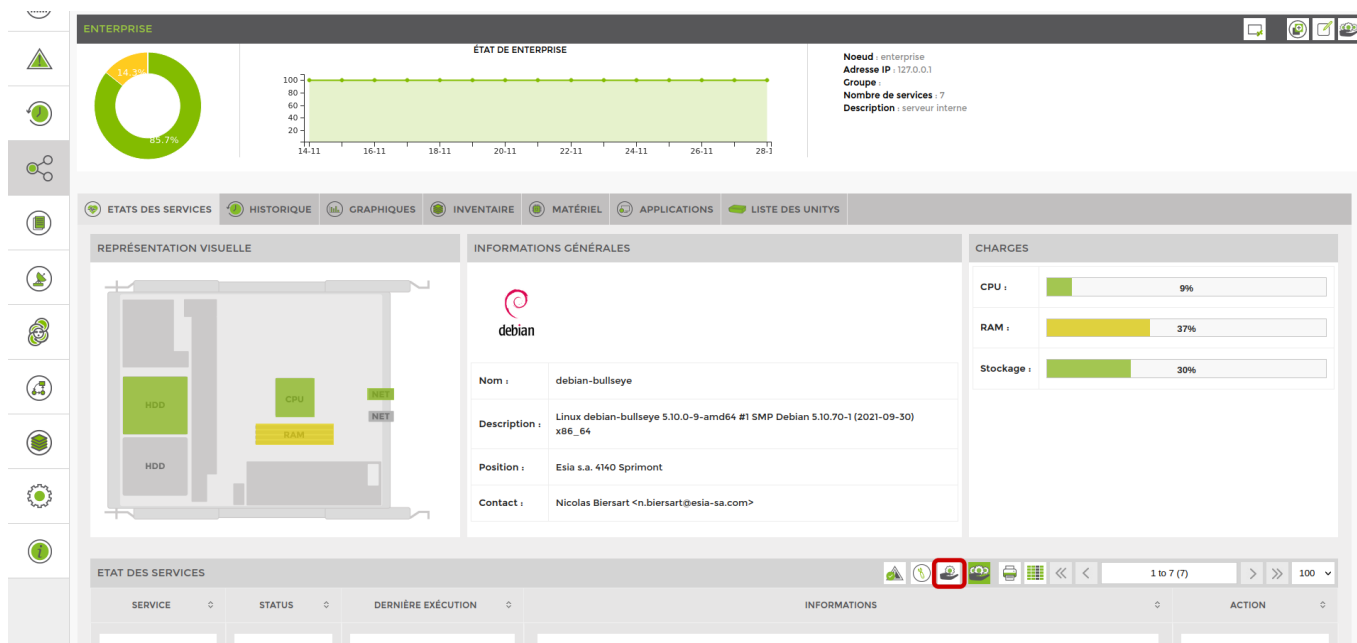 ENTERPRISE
14.3%
85.7%
ÉTAT DE ENTERPRISE
100
80
60
40
20
14-11 16-11 18-11 20-11 22-11 24-11 26-11 28-1
Noeud : enterprise
Adresse IP : 127.0.0.1
Groupe :
Nombre de services : 7
Description : serveur interne
ETATS DES SERVICES HISTORIQUE GRAPHIQUES INVENTAIRE MATÉRIEL APPLICATIONS LISTE DES UNITYS
REPRÉSENTATION VISUELLE
HDD
HDD
CPU
RAM
NET
NET
INFORMATIONS GÉNÉRALES
debian
Nom : debian-bullseye
Description : Linux debian-bullseye 5.10.0-9-amd64 #1 SMP Debian 5.10.70-1 (2021-09-30)
x86_64
Position : Esia s.a. 4140 Sprimont
Contact : Nicolas Biersart <n.biersart@esia-sa.com>
CHARGES
CPU : 9%
RAM : 37%
Stockage : 30%
ETAT DES SERVICES 1 to 7 (7) 100
SERVICE STATUS DERNIÈRE EXÉCUTION INFORMATIONS ACTION